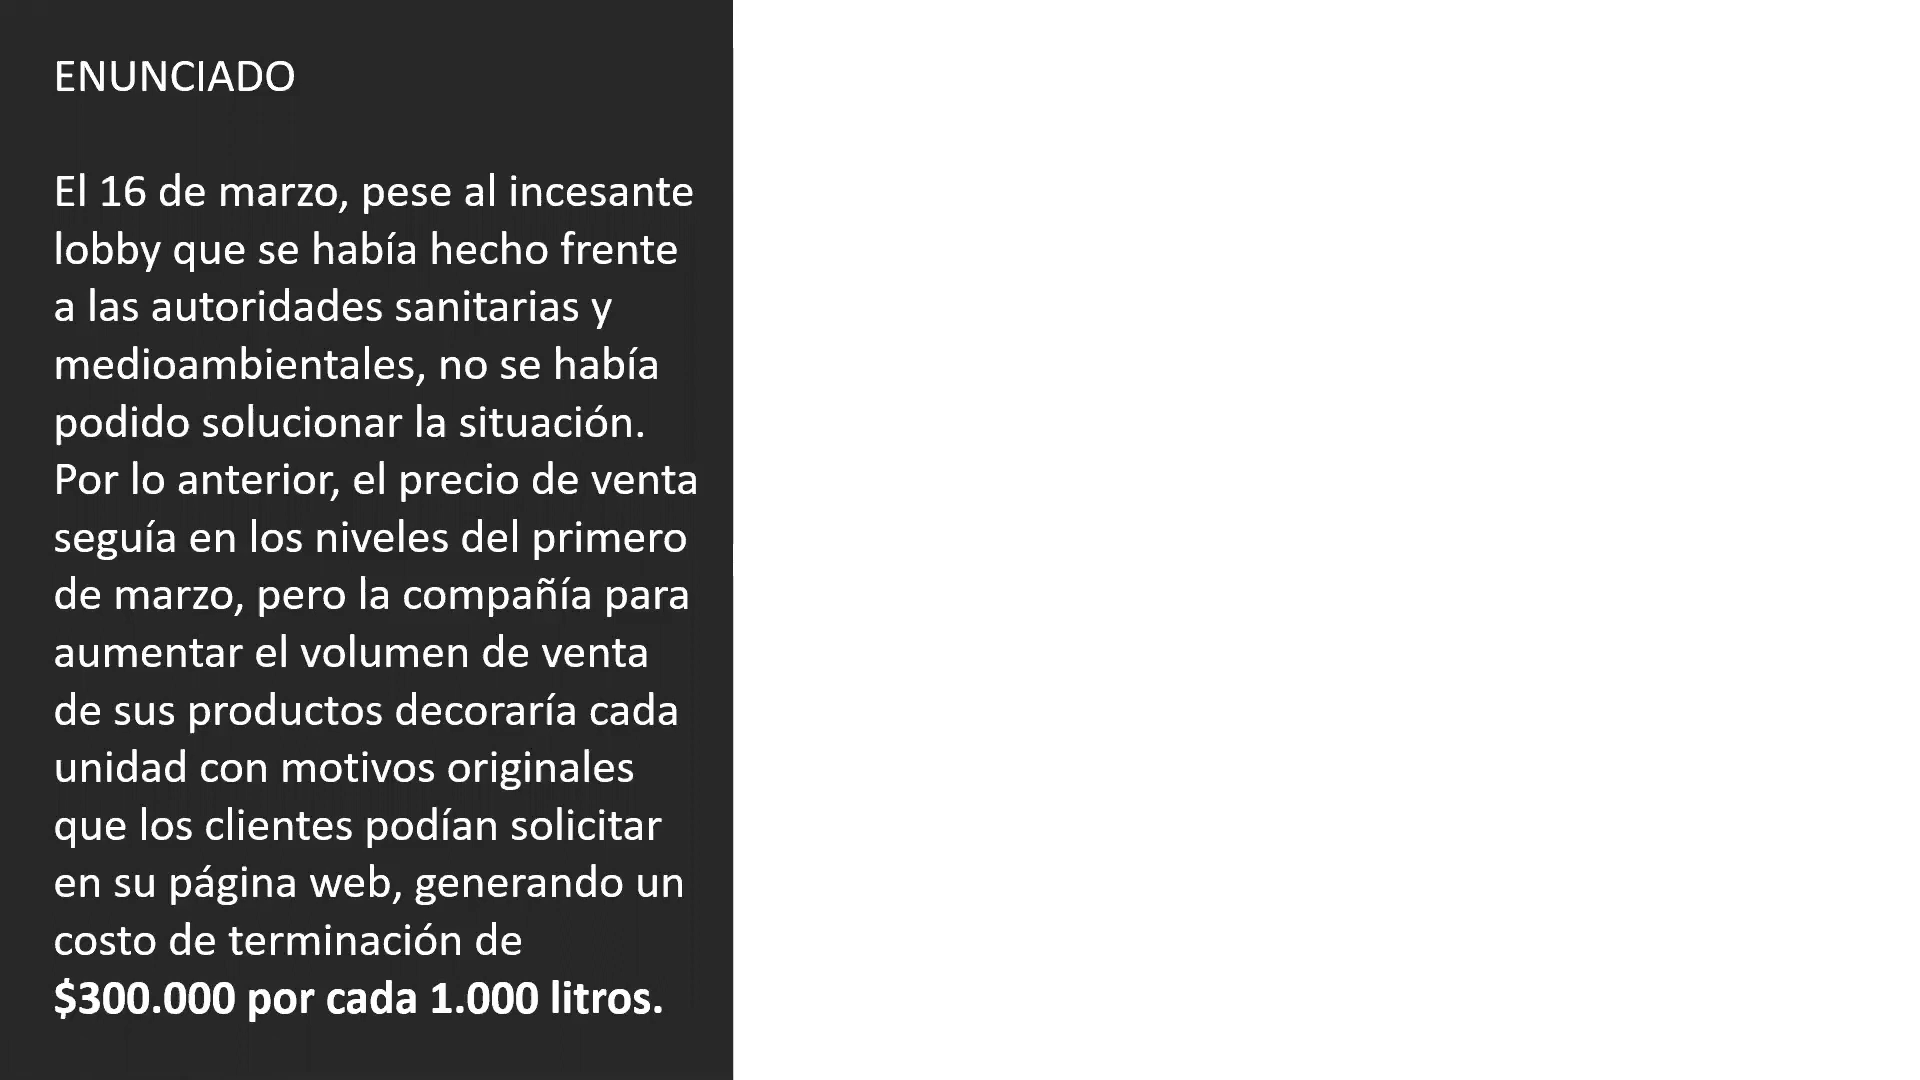 ENUNCIADO
El 16 de marzo, pese al incesante
lobby que se había hecho frente
a las autoridades sanitarias y
medioambientales, no se había
podido solucionar la situación.
Por lo anterior, el precio de venta
seguía en los niveles del primero
de marzo, pero la compañía para
aumentar el volumen de venta
de sus productos decoraría cada
unidad con motivos originales
que los clientes podían solicitar
en su página web, generando un
costo de terminación de
$300.000 por cada 1.000 litros.